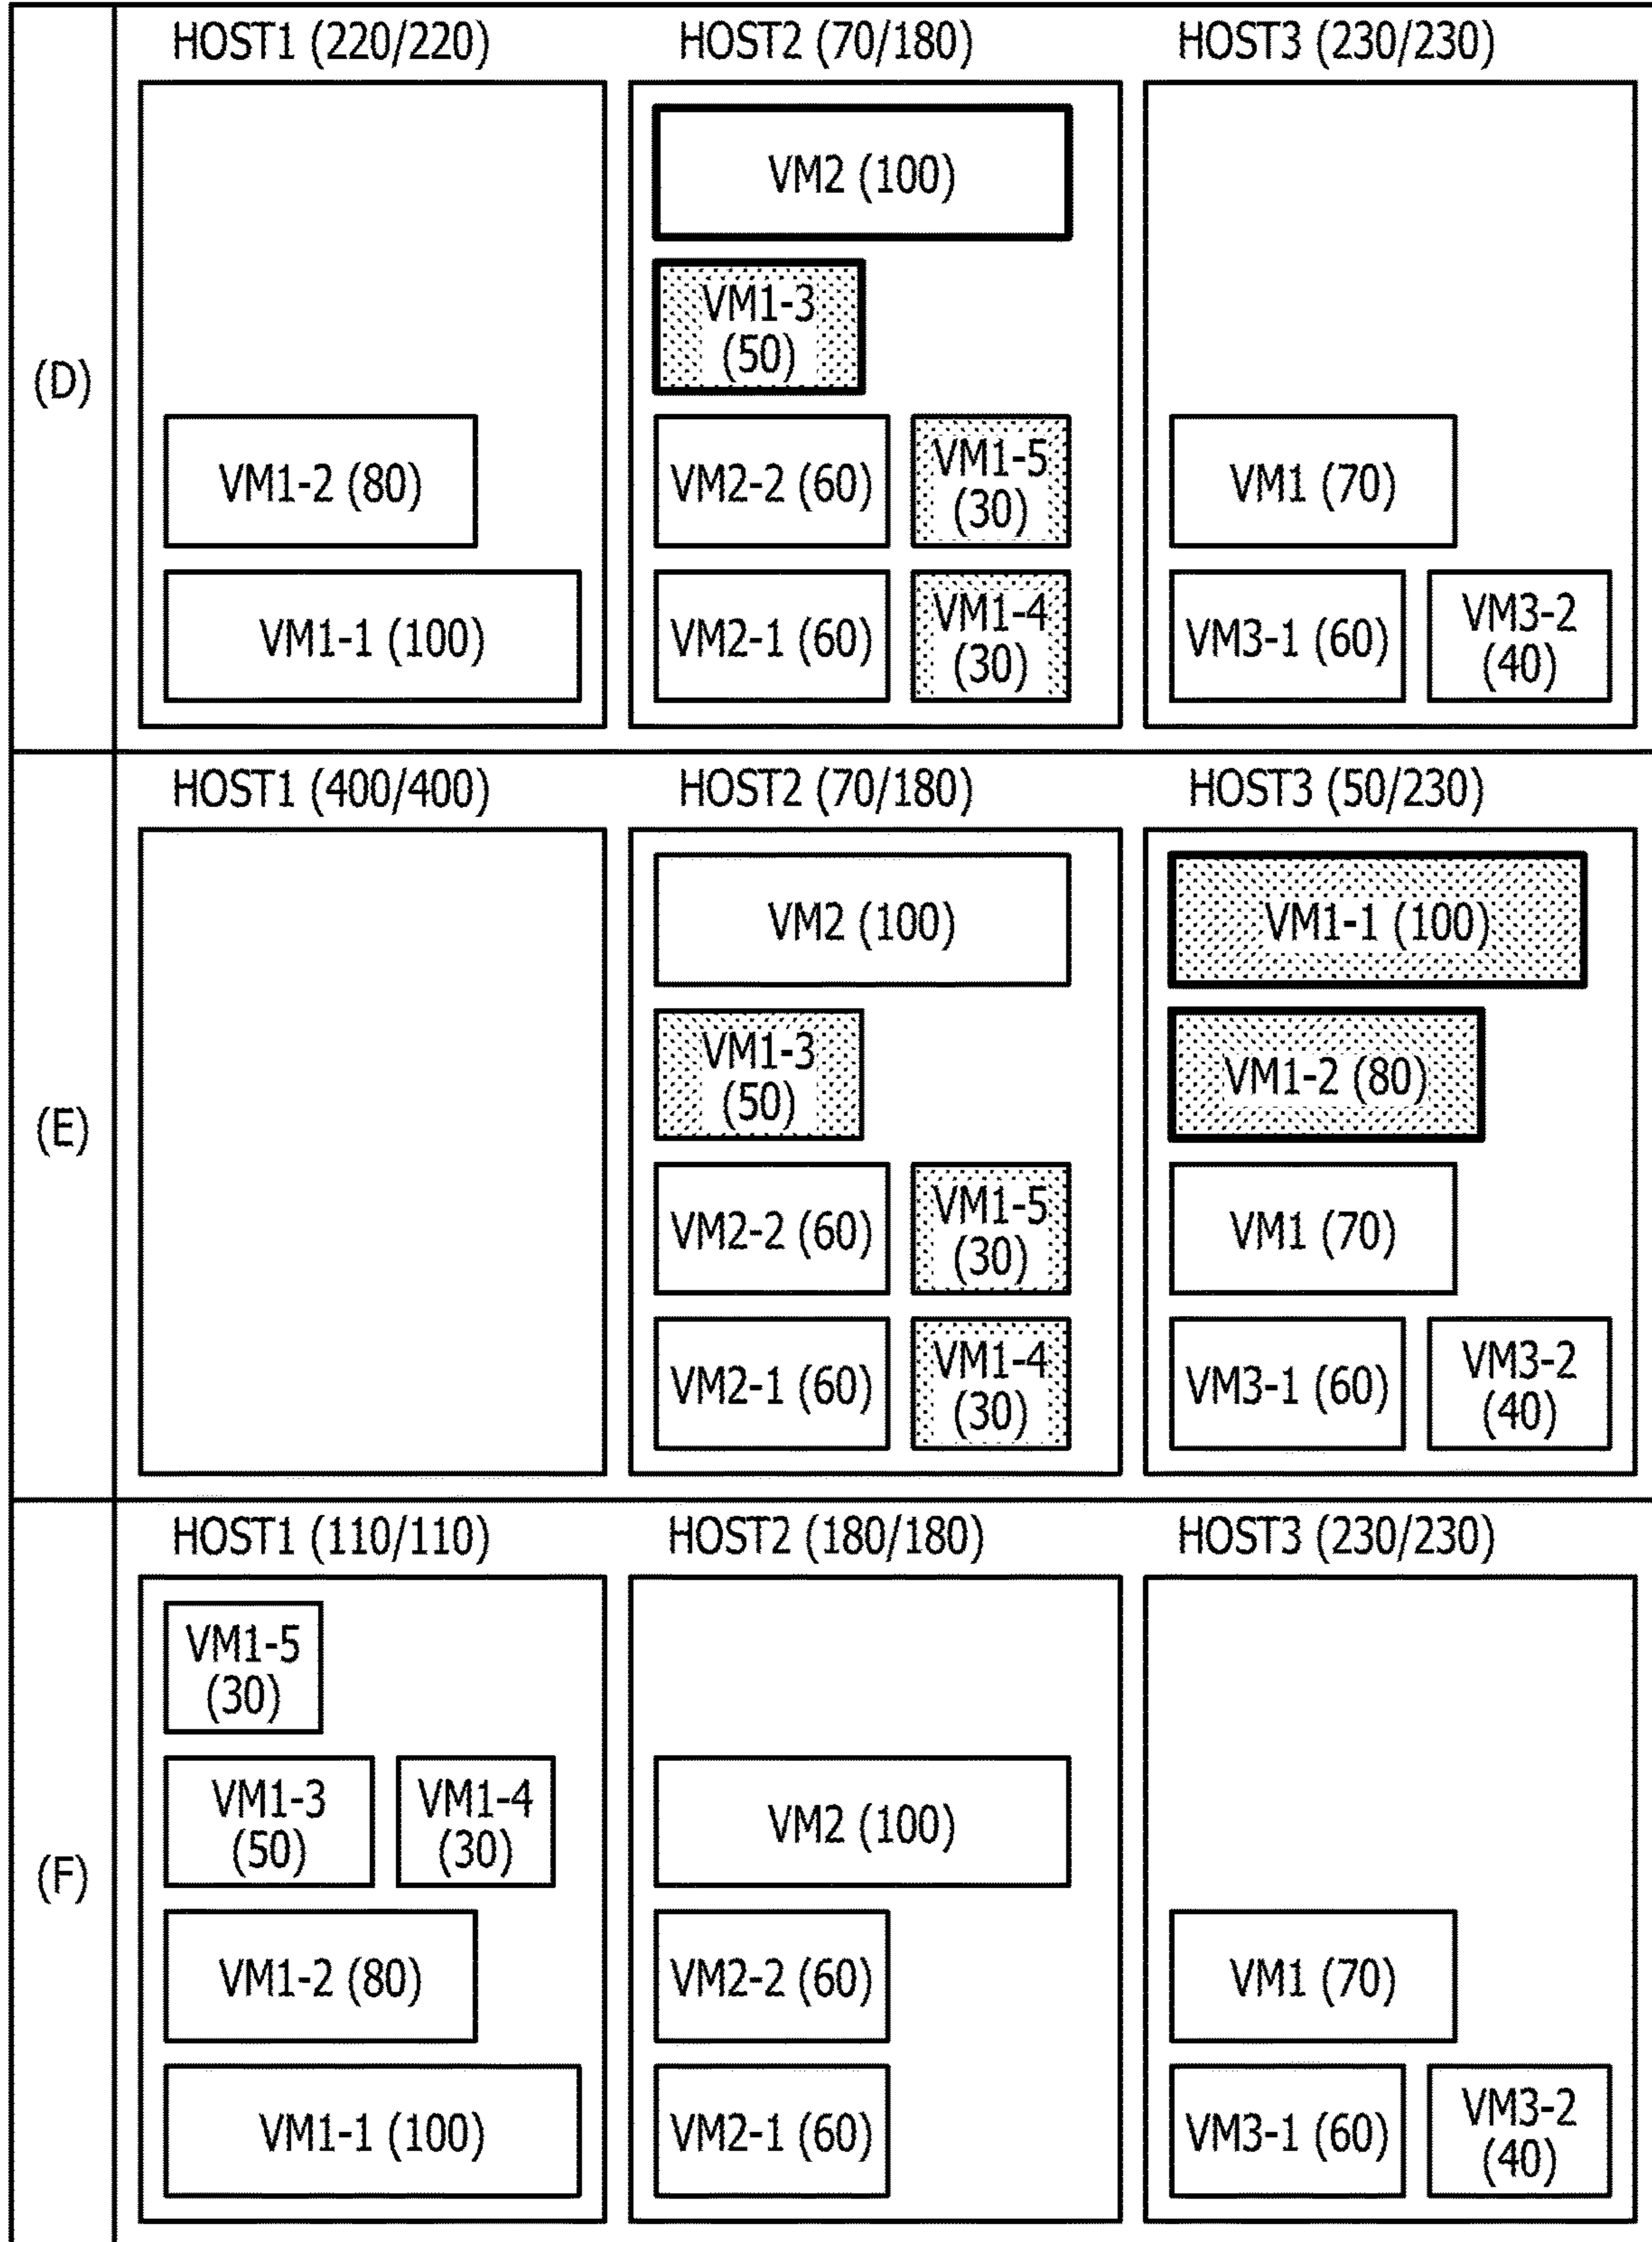 (D)
HOST1 (220/220)
VM1-2 (80)
VM1-1 (100)
HOST2 (70/180)
VM2 (100)
VM1-3
(50)
VM2-2 (60)
VM1-5
(30)
VM2-1 (60)
VM1-4
(30)
HOST3 (230/230)
VM1 (70)
VM3-1 (60)
VM3-2
(40)
(E)
HOST1 (400/400)
HOST2 (70/180)
VM2 (100)
VM1-3
(50)
VM2-2 (60)
VM1-5
(30)
VM2-1 (60)
VM1-4
(30)
HOST3 (50/230)
VM1-1 (100)
VM1-2 (80)
VM1 (70)
VM3-1 (60)
VM3-2
(40)
(F)
HOST1 (110/110)
VM1-5
(30)
VM1-3
(50)
VM1-4
(30)
VM1-2 (80)
VM1-1 (100)
HOST2 (180/180)
VM2 (100)
VM2-2 (60)
VM2-1 (60)
HOST3 (230/230)
VM1 (70)
VM3-1 (60)
VM3-2
(40)